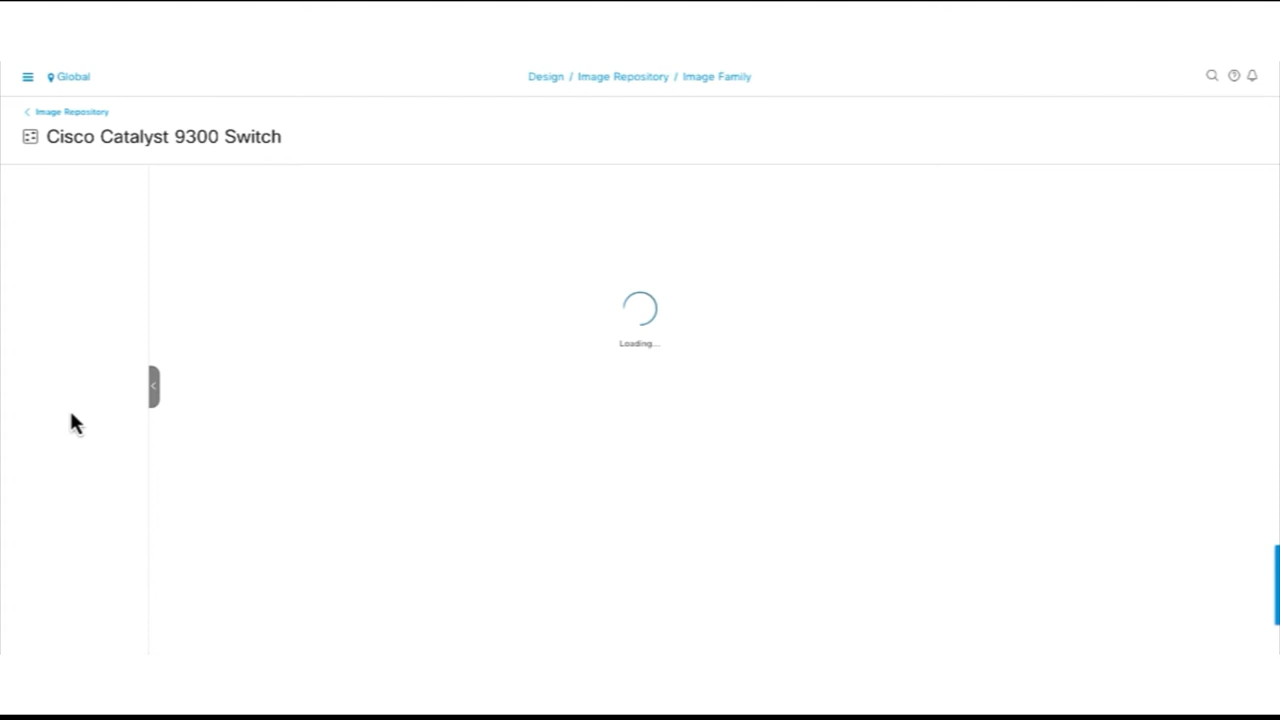 Global
Design / Image Repository / Image Family
Image Repository
Cisco Catalyst 9300 Switch
Loading...